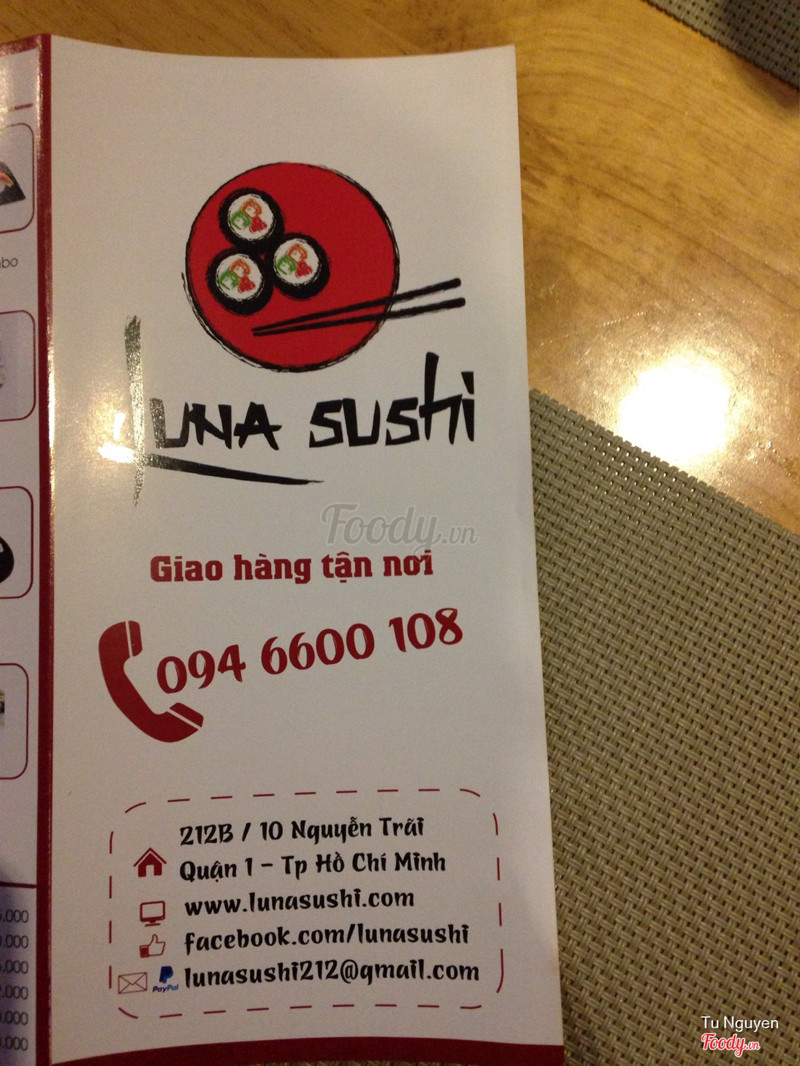 LUNA SUSHI
Foody.vn
Giao hàng tận nơi
094 6600 108
212B / 10 Nguyễn Trãi
Quận 1 - Tp Hồ Chí Minh
www.lunasushi.com
facebook.com/lunasushi
PayPal lunasushi212@gmail.com
Tu Nguyen
Foody.vn